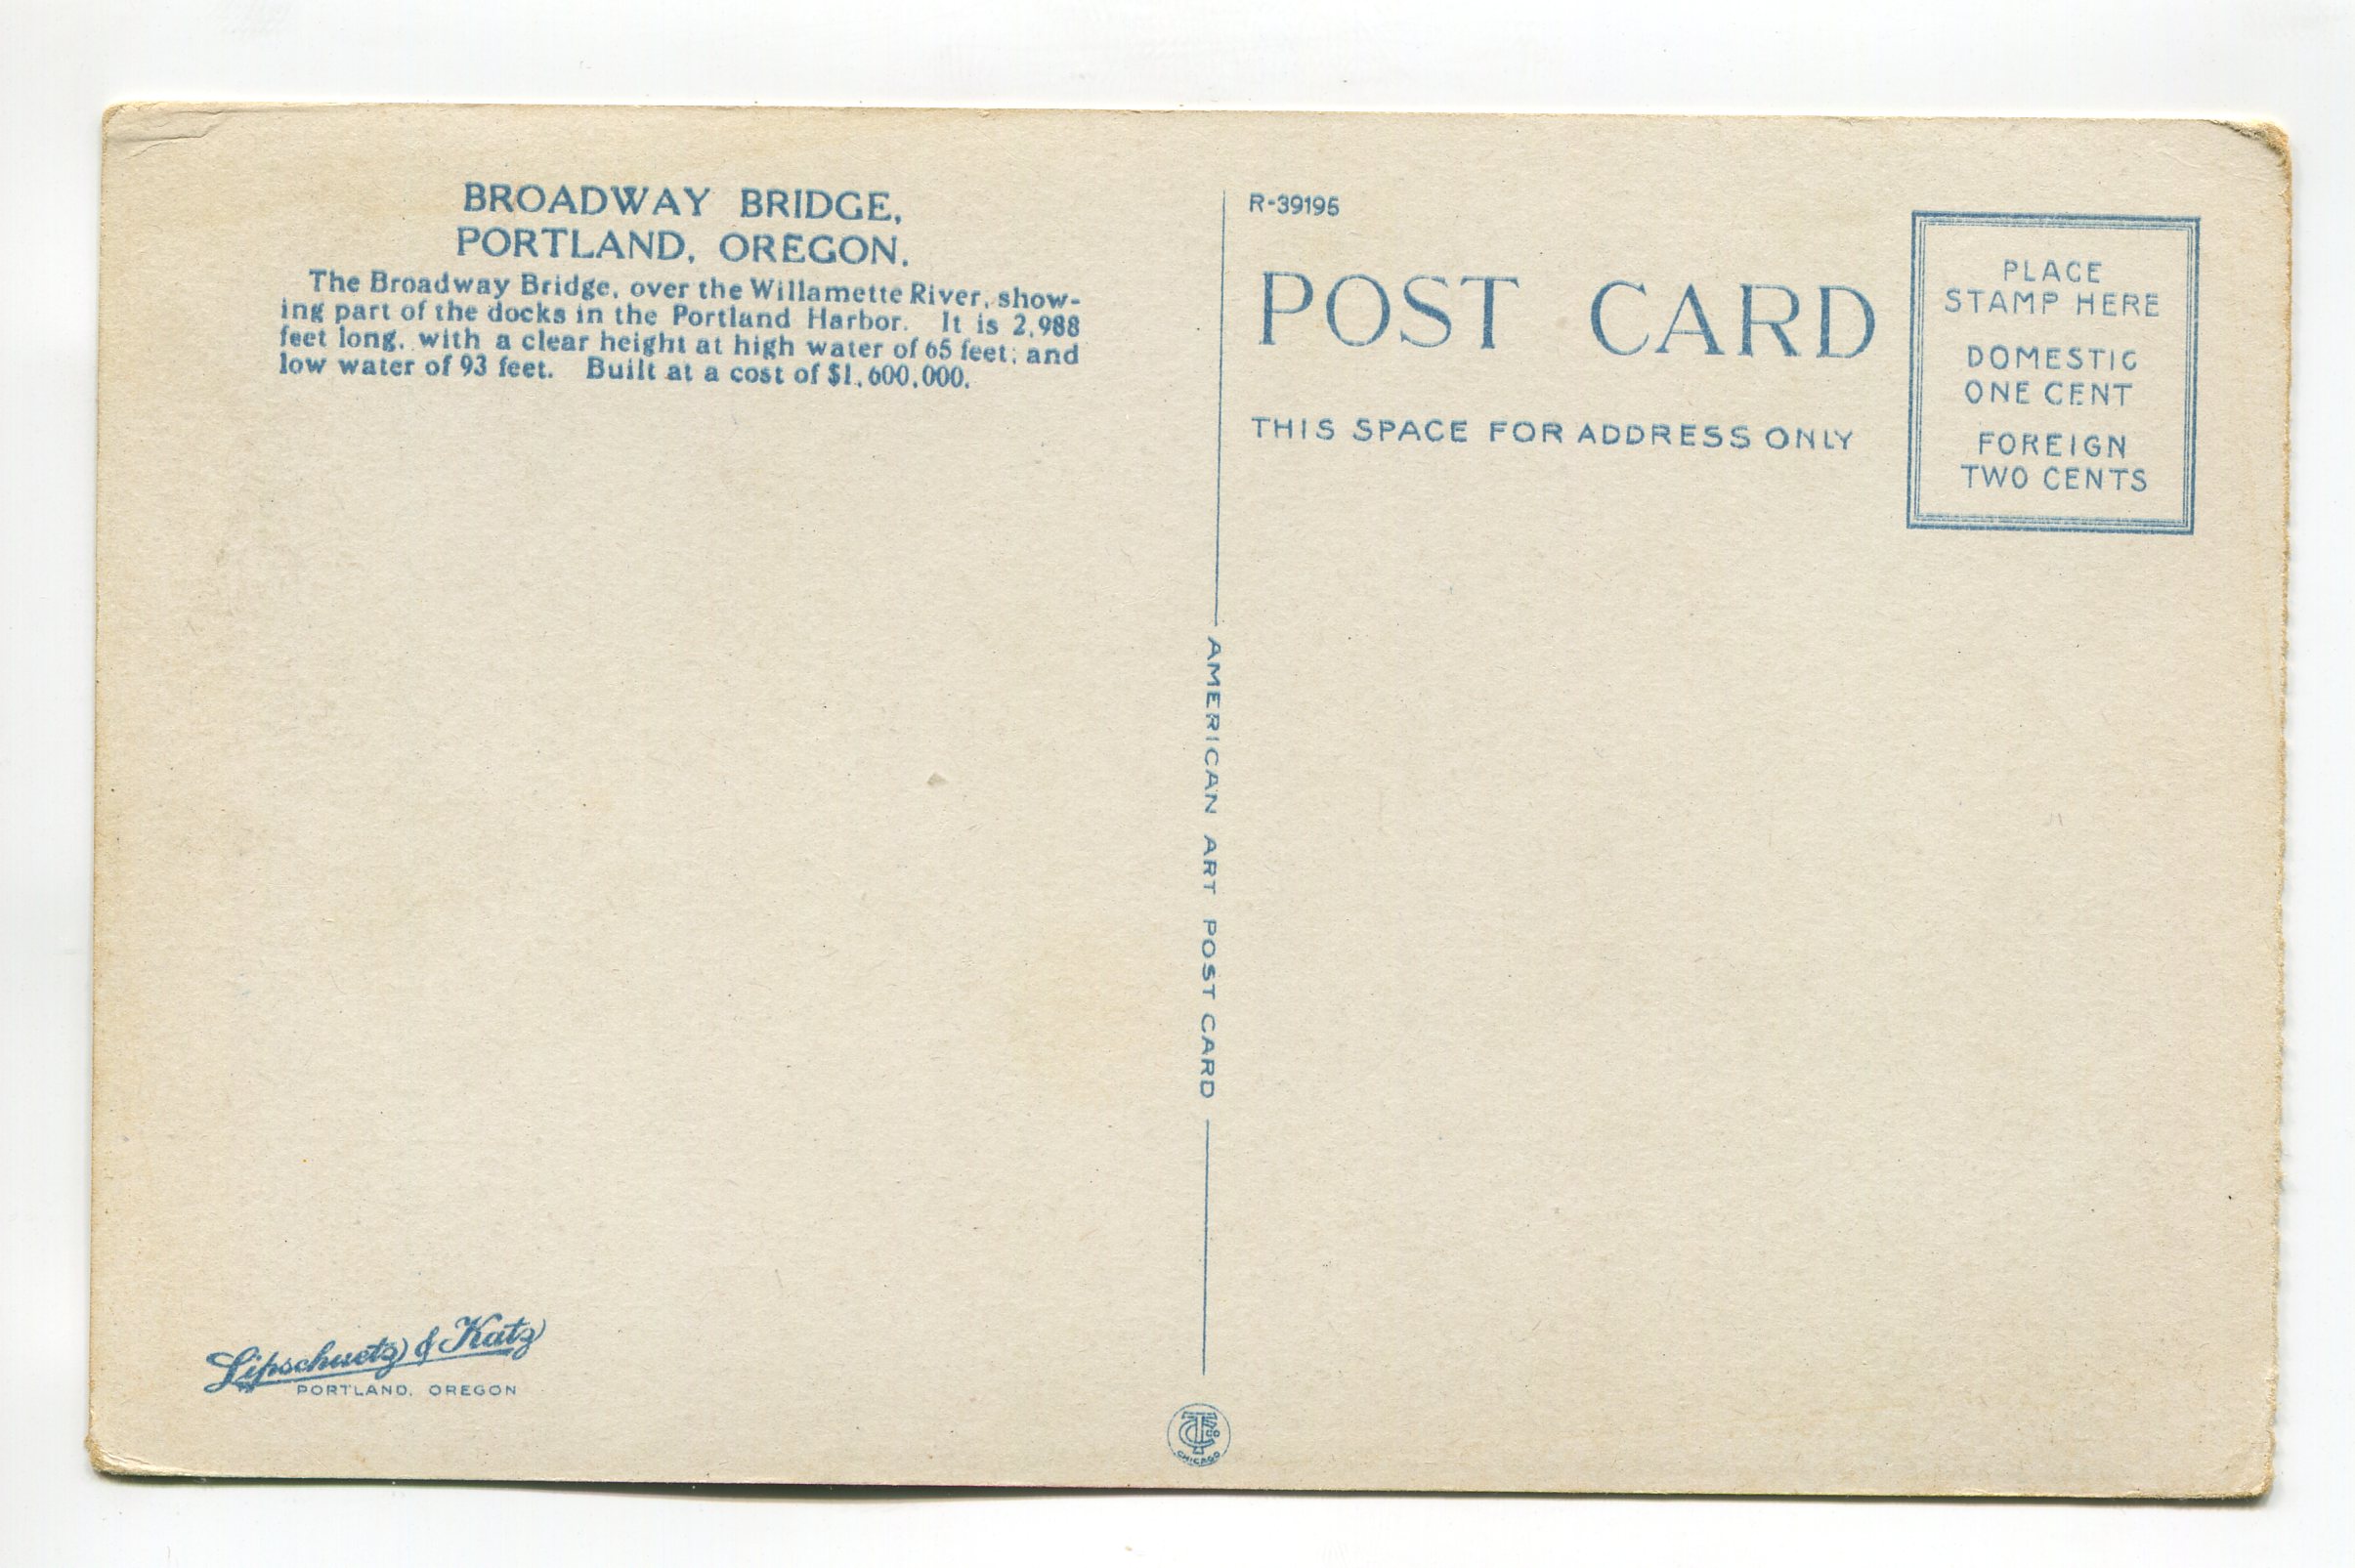 BROADWAY BRIDGE,
PORTLAND, OREGON.
The Broadway Bridge, over the Willamette River, show-
ing part of the docks in the Portland Harbor. It is 2,988
feet long, with a clear height at high water of 65 feet; and
low water of 93 feet. Built at a cost of $1,600,000.
Lipschuetz & Katz
PORTLAND, OREGON
AMERICAN ART POST CARD
CT CO
CHICAGO
R-39195
POST CARD
THIS SPACE FOR ADDRESS ONLY
PLACE
STAMP HERE
DOMESTIC
ONE CENT
FOREIGN
TWO CENTS